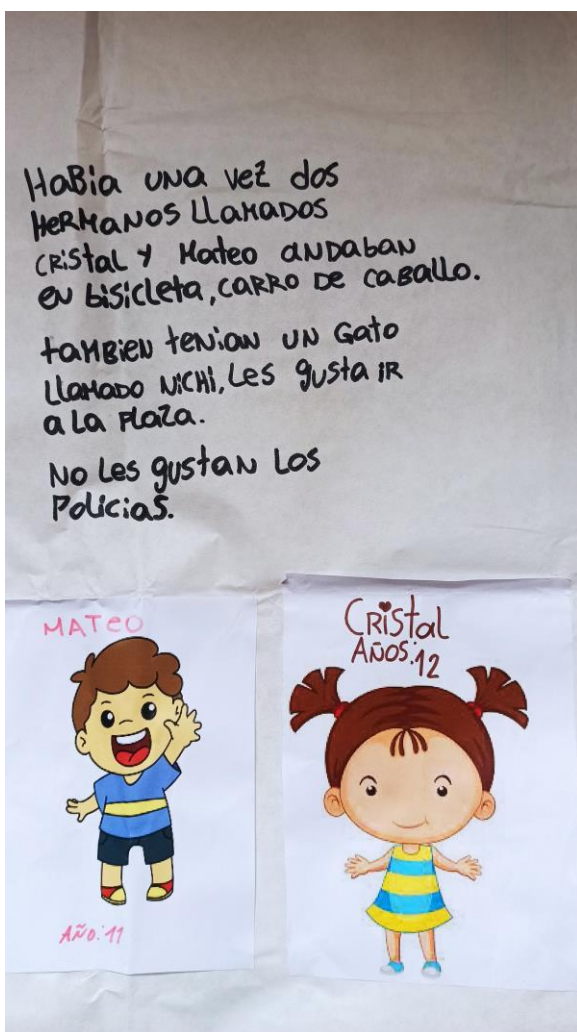 HaBia una vez dos
HeRMaNos LLaMaDos
CRistal y Mateo aNDaban
en bisicleta, CARRO DE CaBallo.
taMBien tenian uN Gato
LLaMaDo NiCHi, Les gusta iR
a La PLaza.
No Les gustan Los
PoLiCias.
MATeo
AÑo: 11
CRistal
AÑos: 12